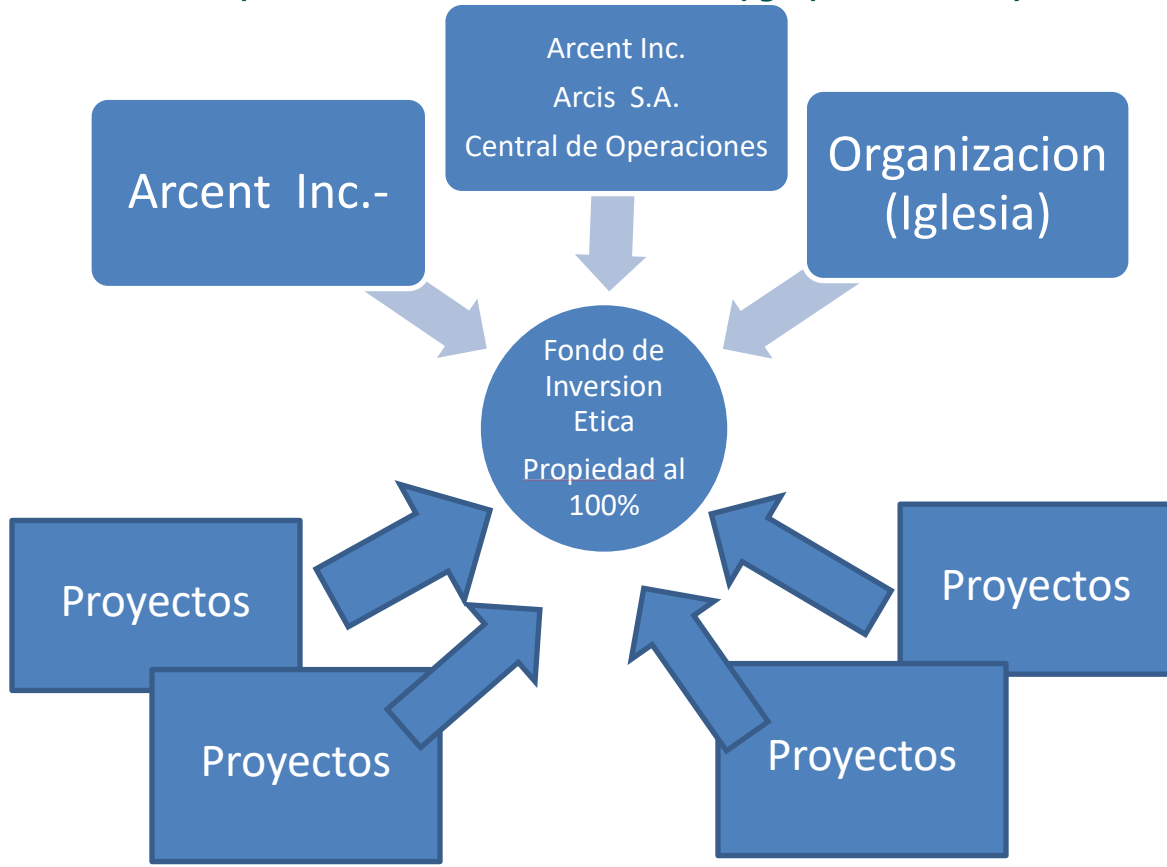 Arcent Inc.
Arcis S.A.
Central de Operaciones
Arcent Inc.-
Organizacion
(Iglesia)
Fondo de
Inversion
Etica
Propiedad al
100%
Proyectos
Proyectos
Proyectos
Proyectos